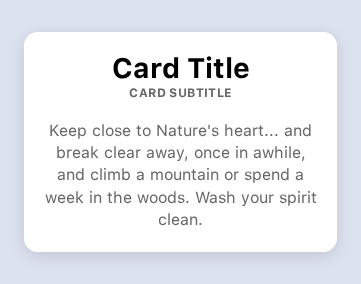 Card Title
CARD SUBTITLE
Keep close to Nature's heart... and
break clear away, once in awhile,
and climb a mountain or spend a
week in the woods. Wash your spirit
clean.